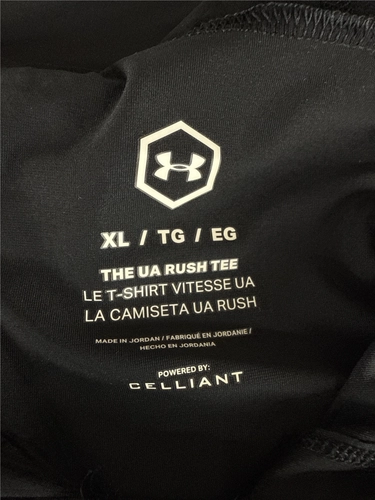 XL / TG / EG
THE UA RUSH TEE
LE T-SHIRT VITESSE UA
LA CAMISETA UA RUSH
MADE IN JORDAN / FABRIQUÉ EN JORDANIE /
HECHO EN JORDANIA
POWERED BY:
CELLIANT